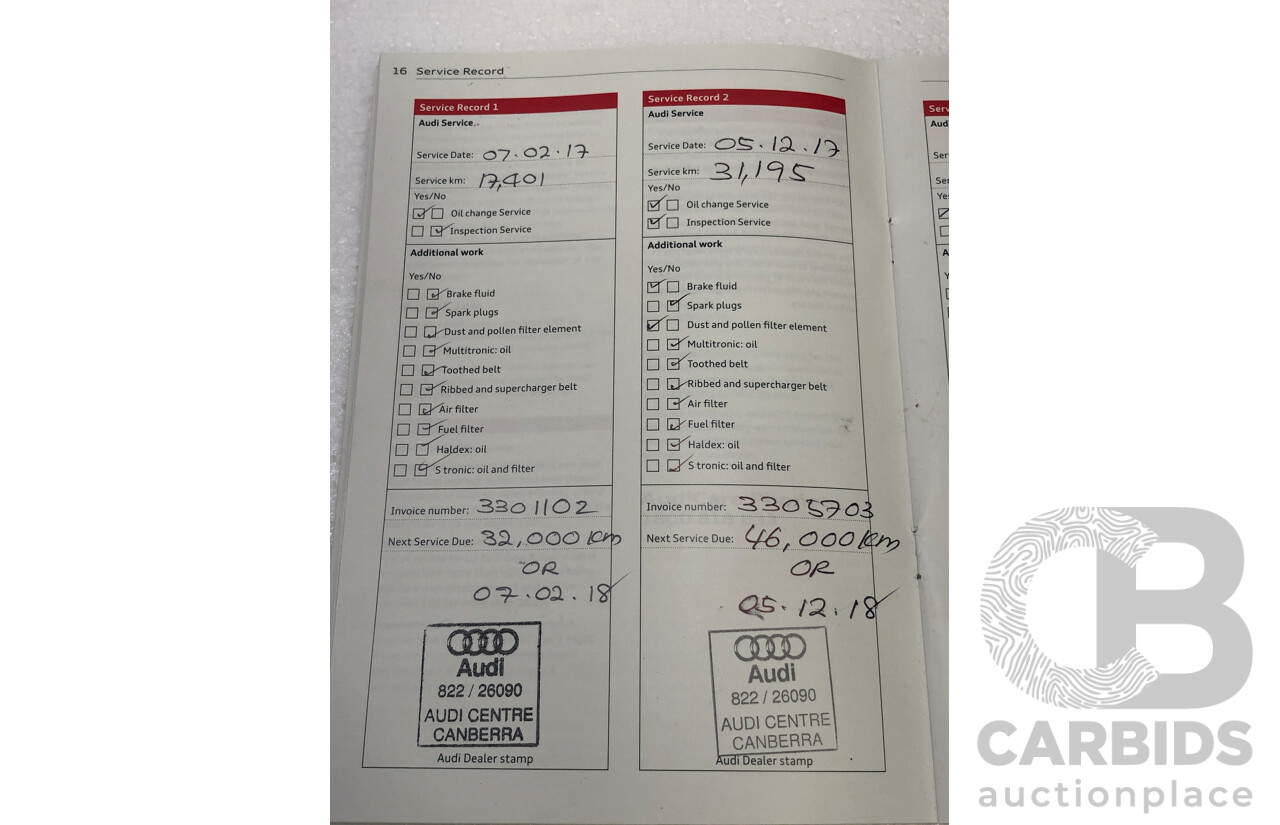 16 Service Record
Service Record 1
Audi Service
Service Date: 07.02.17
Service km: 17,401
Yes/No
Oil change Service
Inspection Service
Additional work
Yes/No
Brake fluid
Spark plugs
Dust and pollen filter element
Multitronic: oil
Toothed belt
Ribbed and supercharger belt
Air filter
Fuel filter
Haldex: oil
S tronic: oil and filter
Invoice number: 3301102
Next Service Due: 32,000 km
OR
07.02.18
Audi
822 / 26090
AUDI CENTRE
CANBERRA
Audi Dealer stamp
Service Record 2
Audi Service
Service Date: 05.12.17
Service km: 31,195
Yes/No
Oil change Service
Inspection Service
Additional work
Yes/No
Brake fluid
Spark plugs
Dust and pollen filter element
Multitronic: oil
Toothed belt
Ribbed and supercharger belt
Air filter
Fuel filter
Haldex: oil
S tronic: oil and filter
Invoice number: 3305703
Next Service Due: 46,000 km
OR
05.12.18
Audi
822 / 26090
AUDI CENTRE
CANBERRA
Audi Dealer stamp
CB
CARBIDS
auctionplace